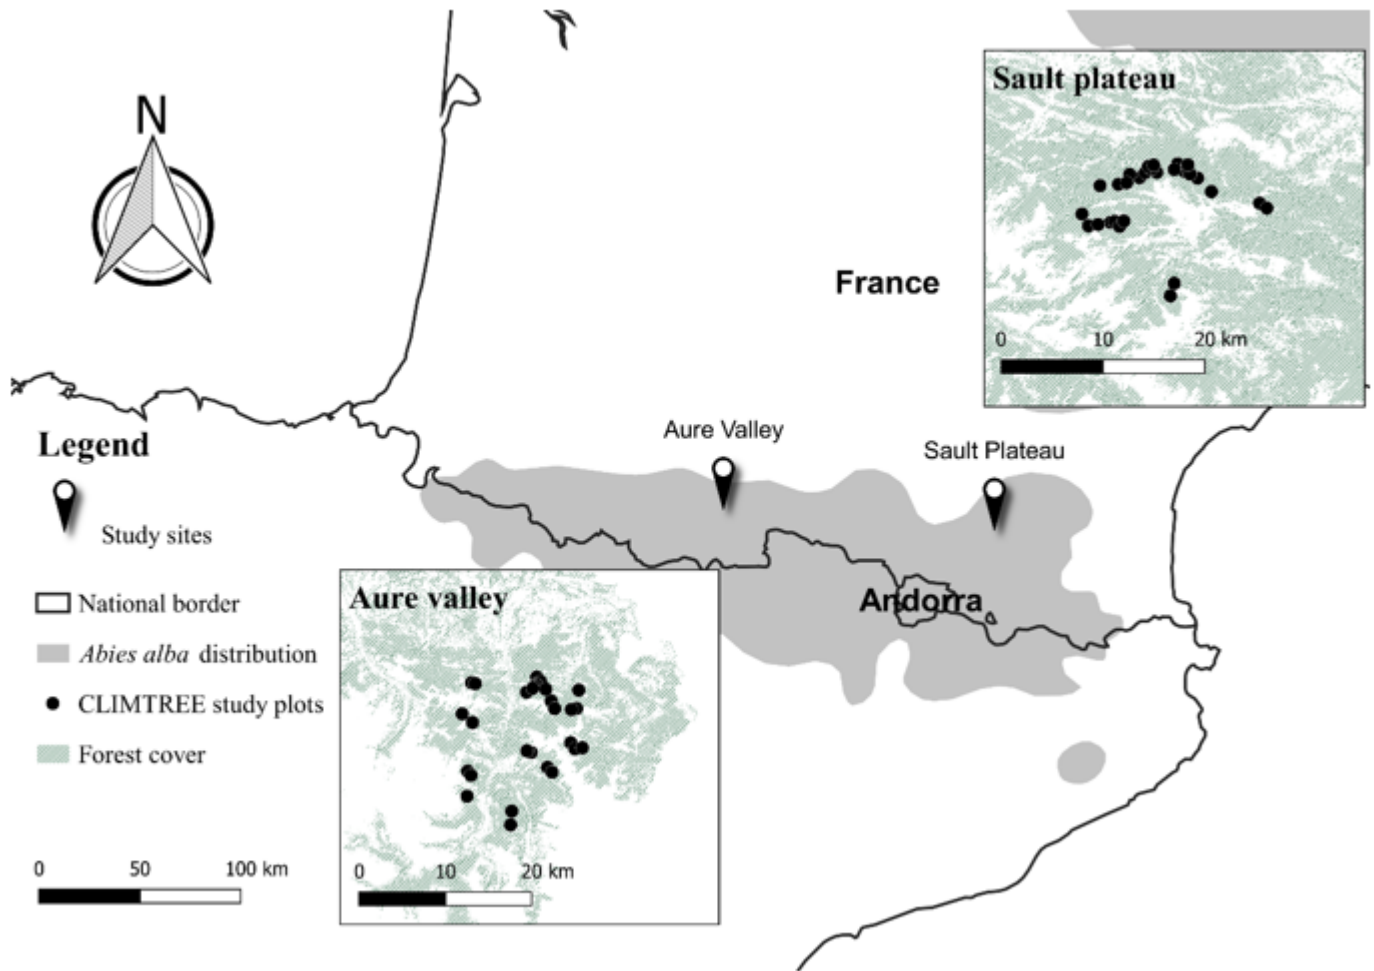 N
Sault plateau
France
0 10 20 km
Legend
Aure Valley
Sault Plateau
Study sites
National border
Abies alba distribution
CLIMTREE study plots
Forest cover
0 50 100 km
Aure valley
Andorra
0 10 20 km